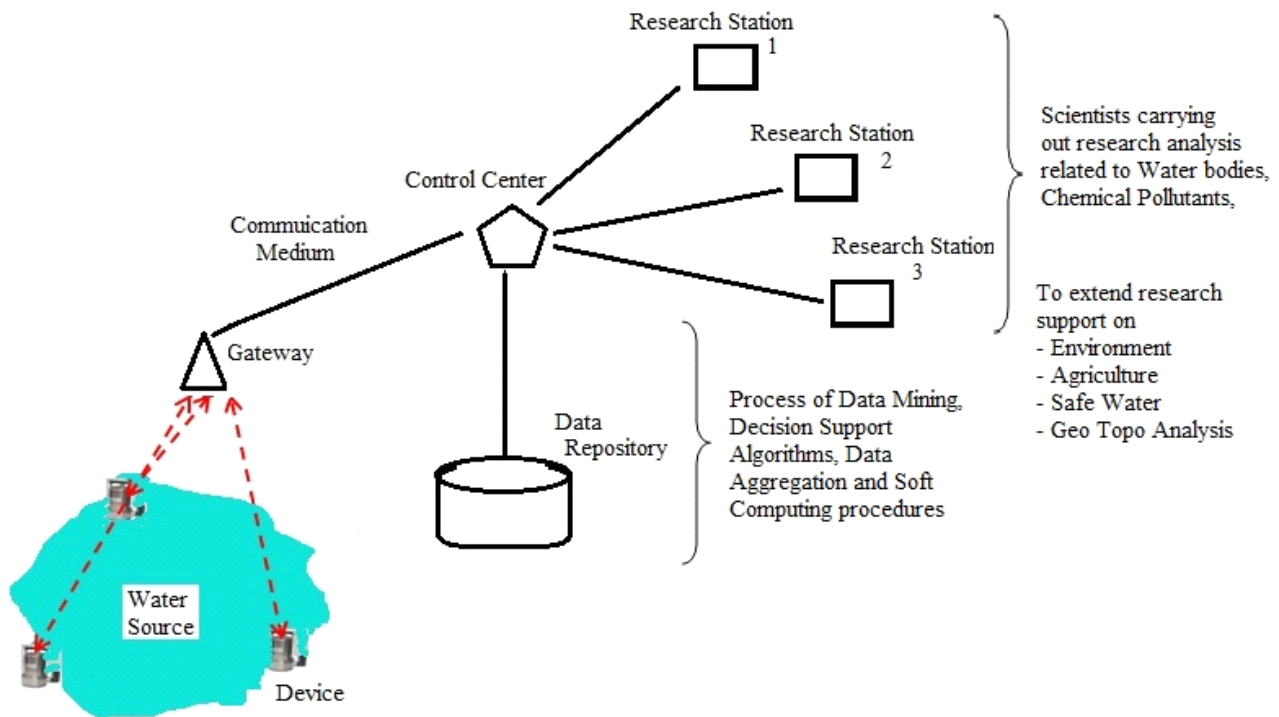 Research Station
1
Research Station
2
Control Center
Commuication
Medium
Research Station
3
Gateway
Scientists carrying
out research analysis
related to Water bodies,
Chemical Pollutants,
To extend research
support on
- Environment
- Agriculture
- Safe Water
- Geo Topo Analysis
Data
Repository
Process of Data Mining,
Decision Support
Algorithms, Data
Aggregation and Soft
Computing procedures
Water
Source
Device